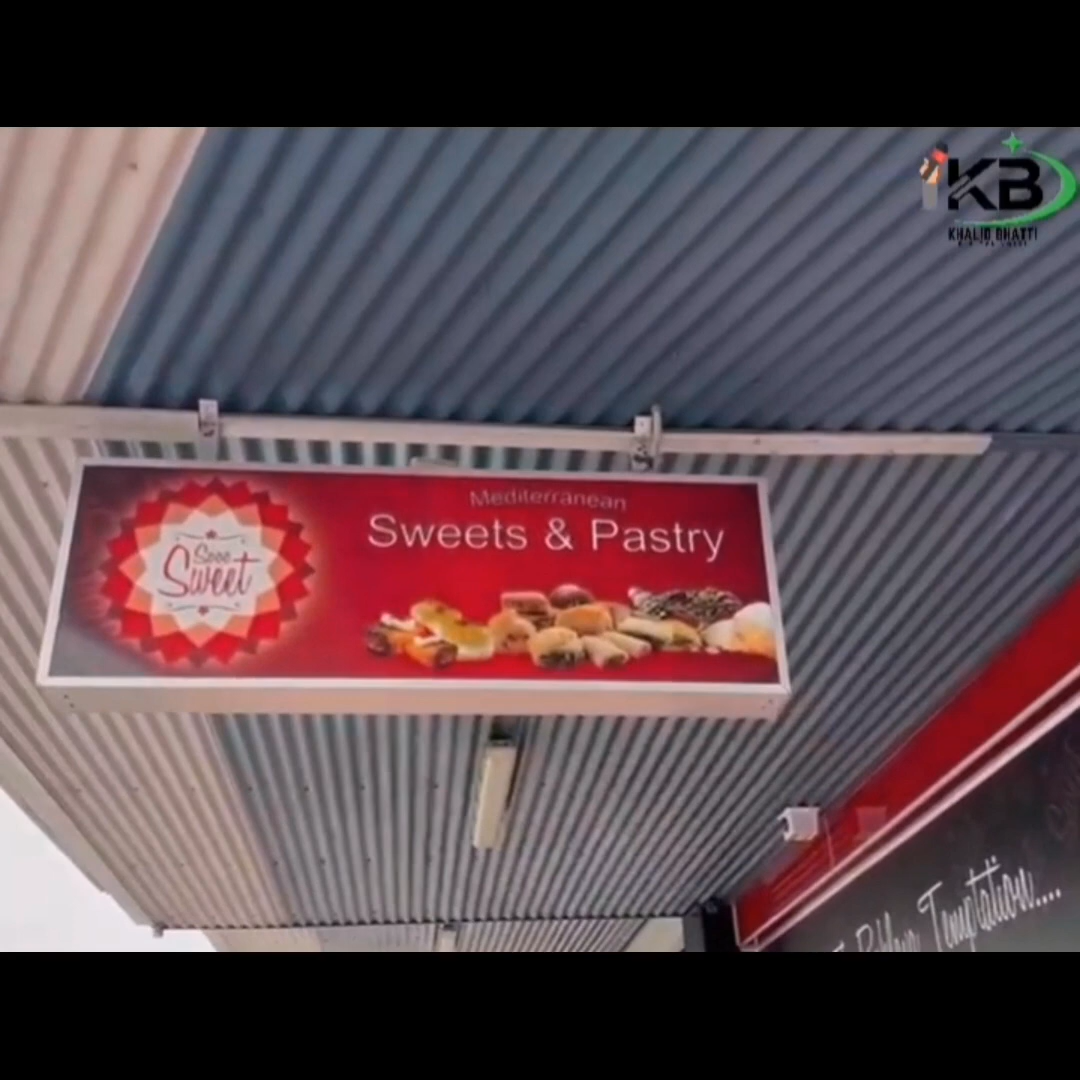 KB
KHALID BHATTI
Mediterranean
Sweets & Pastry
Sooo
Sweet
Temptation....